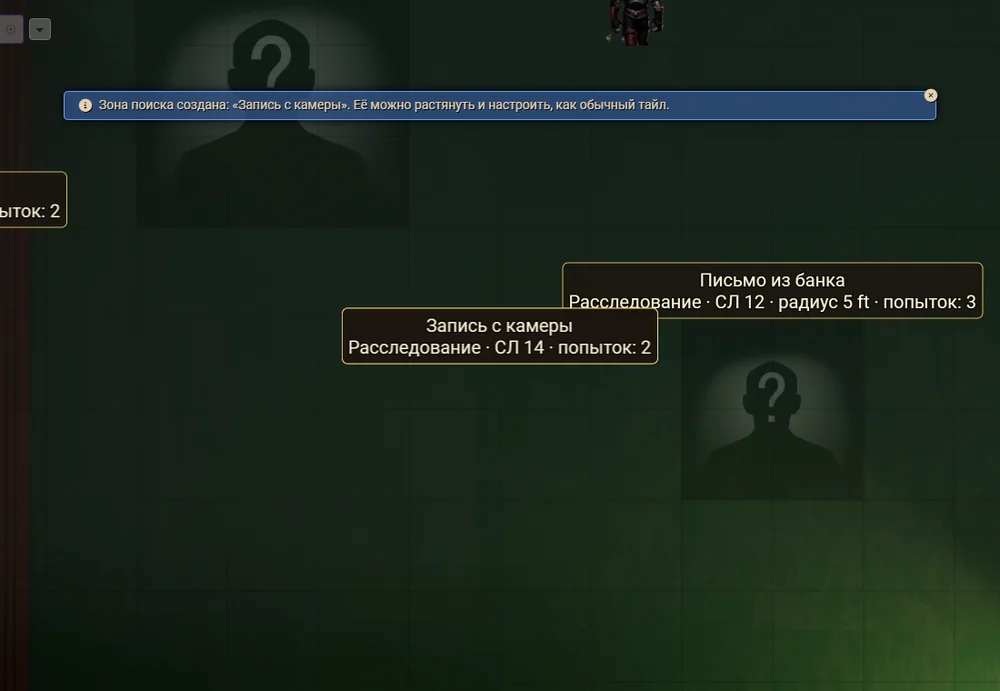 Зона поиска создана: «Запись с камеры». Её можно растянуть и настроить, как обычный тайл.
ыток: 2
Письмо из банка
Расследование · СЛ 12 · радиус 5 ft · попыток: 3
Запись с камеры
Расследование · СЛ 14 · попыток: 2